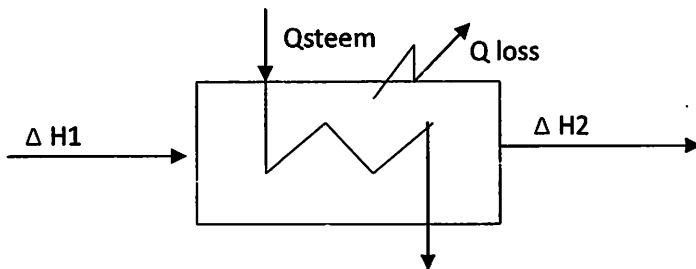 Qsteem
Q loss
Δ H1
Δ H2